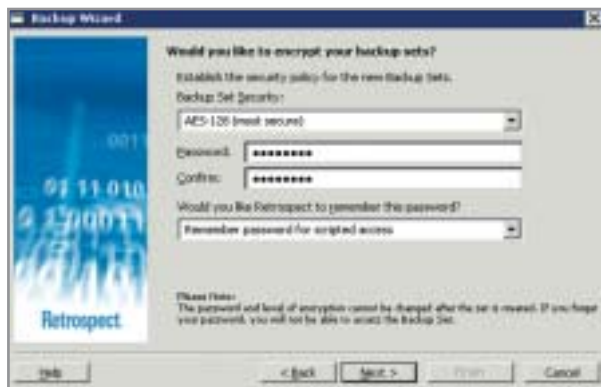 Backup Wizard
Would you like to encrypt your backup sets?
Establish the security policy for the new Backup Sets.
Backup Set Security:
AES-128 (most secure)
Password:
Confirm:
Would you like Retrospect to remember this password?
Remember password for scripted access
0011
01 11 010
Retrospect
Please Note:
The password and level of encryption cannot be changed after the set is created. If you forget
your password, you will not be able to access the Backup Set.
Help
< Back
Next >
Finish
Cancel